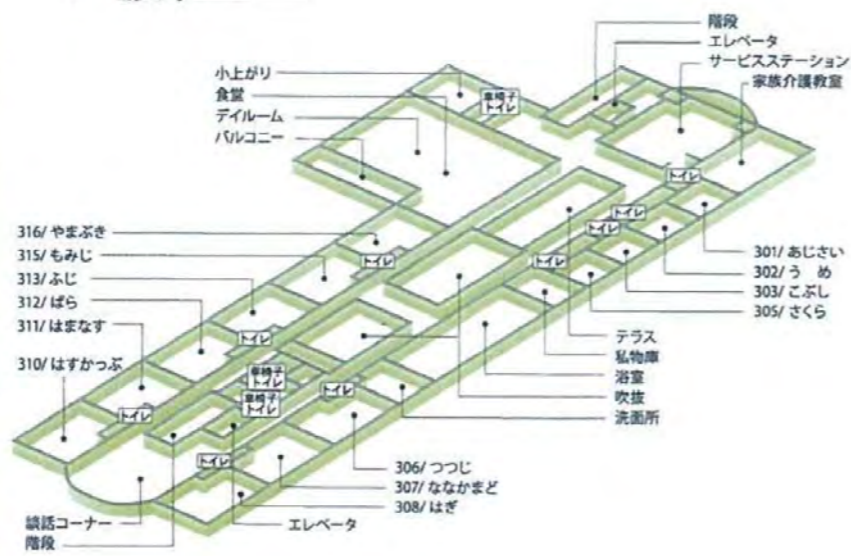 階段
エレベータ
サービスステーション
家族介護教室
小上がり
食堂
デイルーム
バルコニー
車椅子
トイレ
トイレ
トイレ
トイレ
トイレ
316/ やまぶき
315/ もみじ
313/ ふじ
312/ ばら
311/ はまなす
310/ はすかっぷ
トイレ
トイレ
トイレ
301/ あじさい
302/ う め
303/ こぶし
305/ さくら
テラス
私物庫
浴室
吹抜
洗面所
車椅子
トイレ
車椅子
トイレ
トイレ
トイレ
306/ つつじ
307/ ななかまど
308/ はぎ
談話コーナー
階段
エレベータ